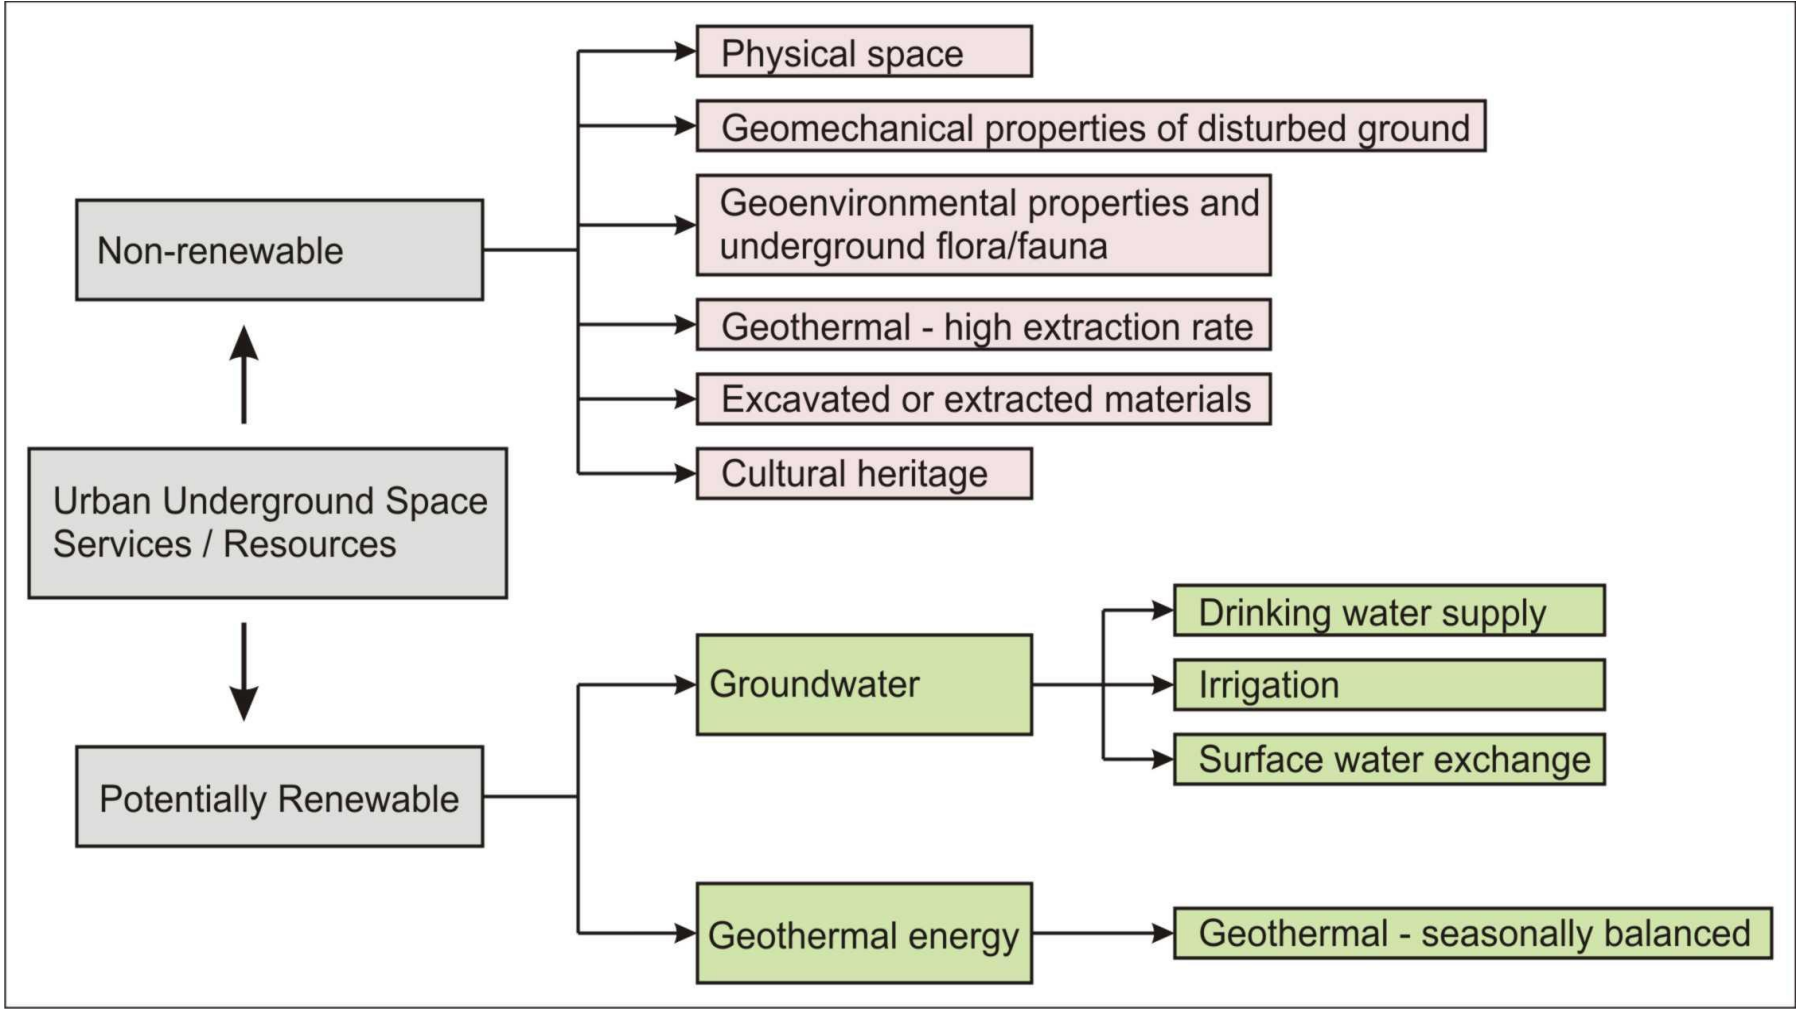 Physical space
Geomechanical properties of disturbed ground
Geoenvironmental properties and
underground flora/fauna
Non-renewable
Geothermal - high extraction rate
Excavated or extracted materials
Cultural heritage
Urban Underground Space
Services / Resources
Drinking water supply
Groundwater
Irrigation
Surface water exchange
Potentially Renewable
Geothermal energy
Geothermal - seasonally balanced